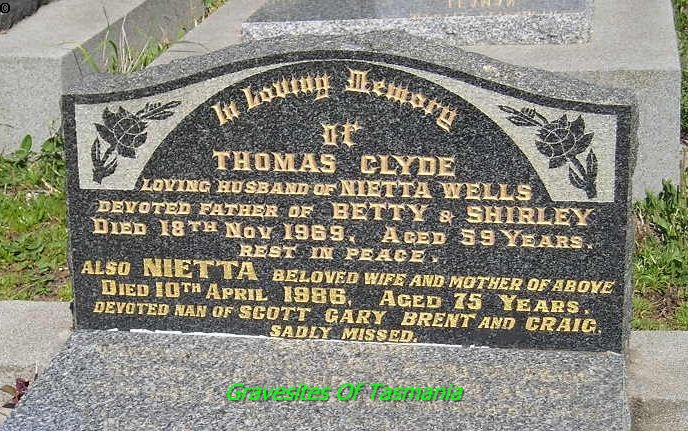 In Loving Memory
OF
THOMAS CLYDE
LOVING HUSBAND OF NIETTA WELLS
DEVOTED FATHER OF BETTY & SHIRLEY
DIED 18TH NOV 1969. AGED 59 YEARS.
REST IN PEACE.
ALSO NIETTA BELOVED WIFE AND MOTHER OF ABOVE
DIED 10TH APRIL 1986. AGED 75 YEARS.
DEVOTED NAN OF SCOTT GARY BRENT AND CRAIG.
SADLY MISSED.
Gravesites Of Tasmania